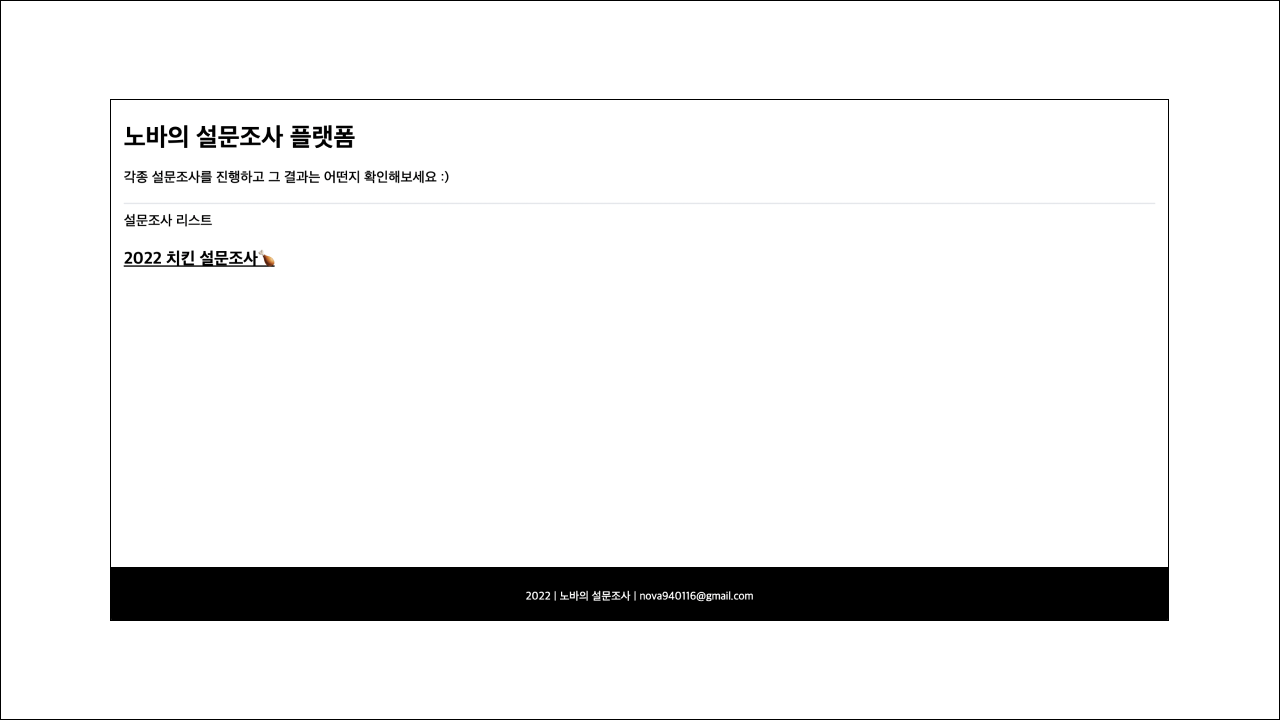 노바의 설문조사 플랫폼
각종 설문조사를 진행하고 그 결과는 어떤지 확인해보세요 :)
설문조사 리스트
2022 치킨 설문조사🍗
2022 | 노바의 설문조사 | nova940116@gmail.com